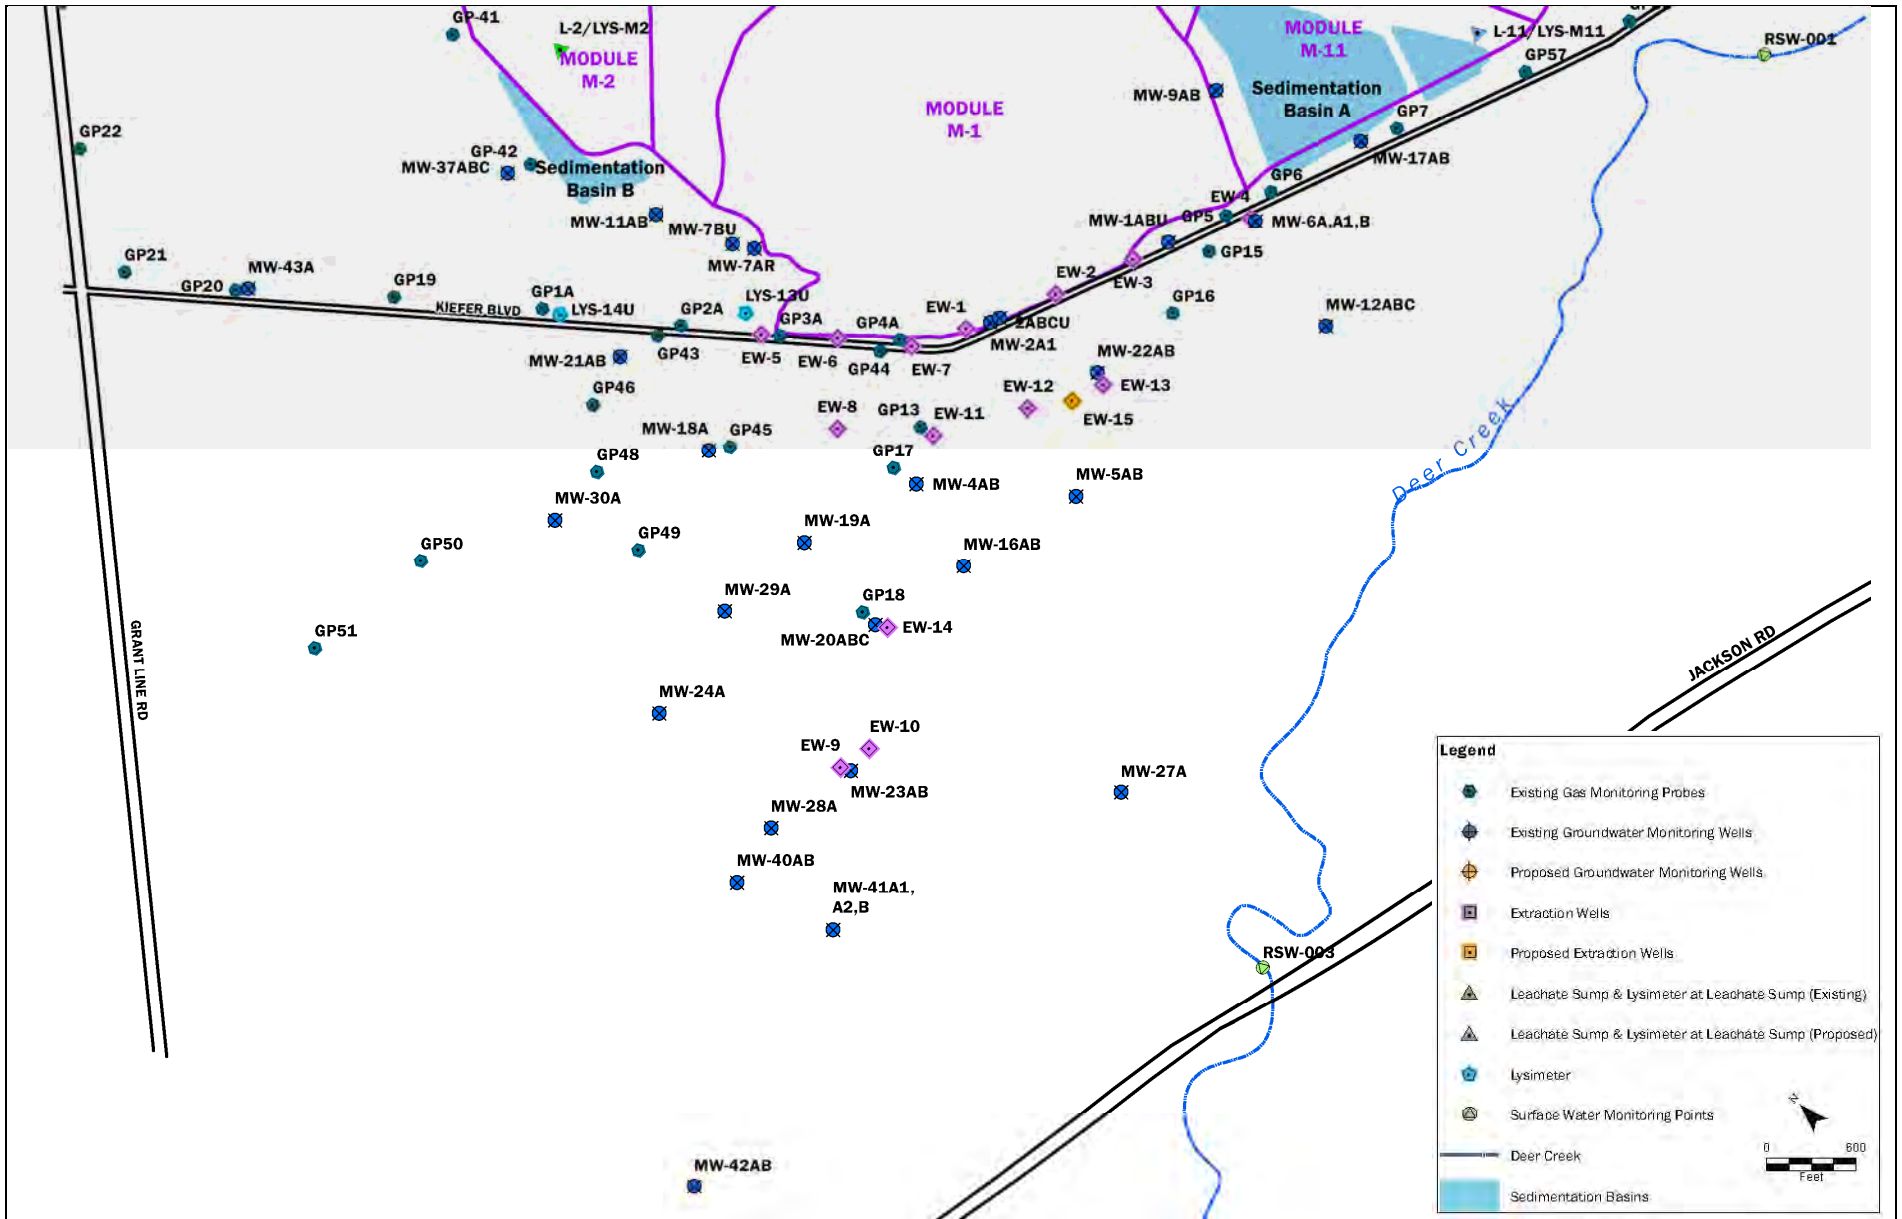 GP-41
L-2/LYS-M2
MODULE
M-2
MODULE
M-11
L-11/LYS-M11
RSW-001
GP57
Sedimentation
Basin A
MW-9AB
MODULE
M-1
GP7
MW-17AB
GP22
GP-42
MW-37ABC
Sedimentation
Basin B
GP6
EW-4
MW-11AB
MW-7BU
MW-1ABU
GP5
MW-6A,A1,B
MW-7AR
GP15
GP21
MW-43A
GP20
GP19
GP1A
LYS-14U
KIEFER BLVD
GP2A
LYS-13U
GP3A
GP4A
EW-1
EW-2
EW-3
GP16
MW-12ABC
2ABCU
MW-2A1
GP43
EW-5
EW-6
GP44
EW-7
MW-21AB
MW-22AB
EW-13
GP46
EW-12
EW-15
EW-8
GP13
EW-11
MW-18A
GP45
GP17
GP48
MW-4AB
MW-5AB
Deer Creek
MW-30A
MW-19A
GP49
MW-16AB
GP50
MW-29A
GP18
MW-20ABC
EW-14
GP51
GRANT LINE RD
JACKSON RD
MW-24A
EW-10
EW-9
MW-23AB
MW-27A
MW-28A
MW-40AB
MW-41A1,
A2,B
RSW-003
MW-42AB
Legend
Existing Gas Monitoring Probes
Existing Groundwater Monitoring Wells
Proposed Groundwater Monitoring Wells
Extraction Wells
Proposed Extraction Wells
Leachate Sump & Lysimeter at Leachate Sump (Existing)
Leachate Sump & Lysimeter at Leachate Sump (Proposed)
Lysimeter
Surface Water Monitoring Points
Deer Creek
Sedimentation Basins
N
0 600
Feet